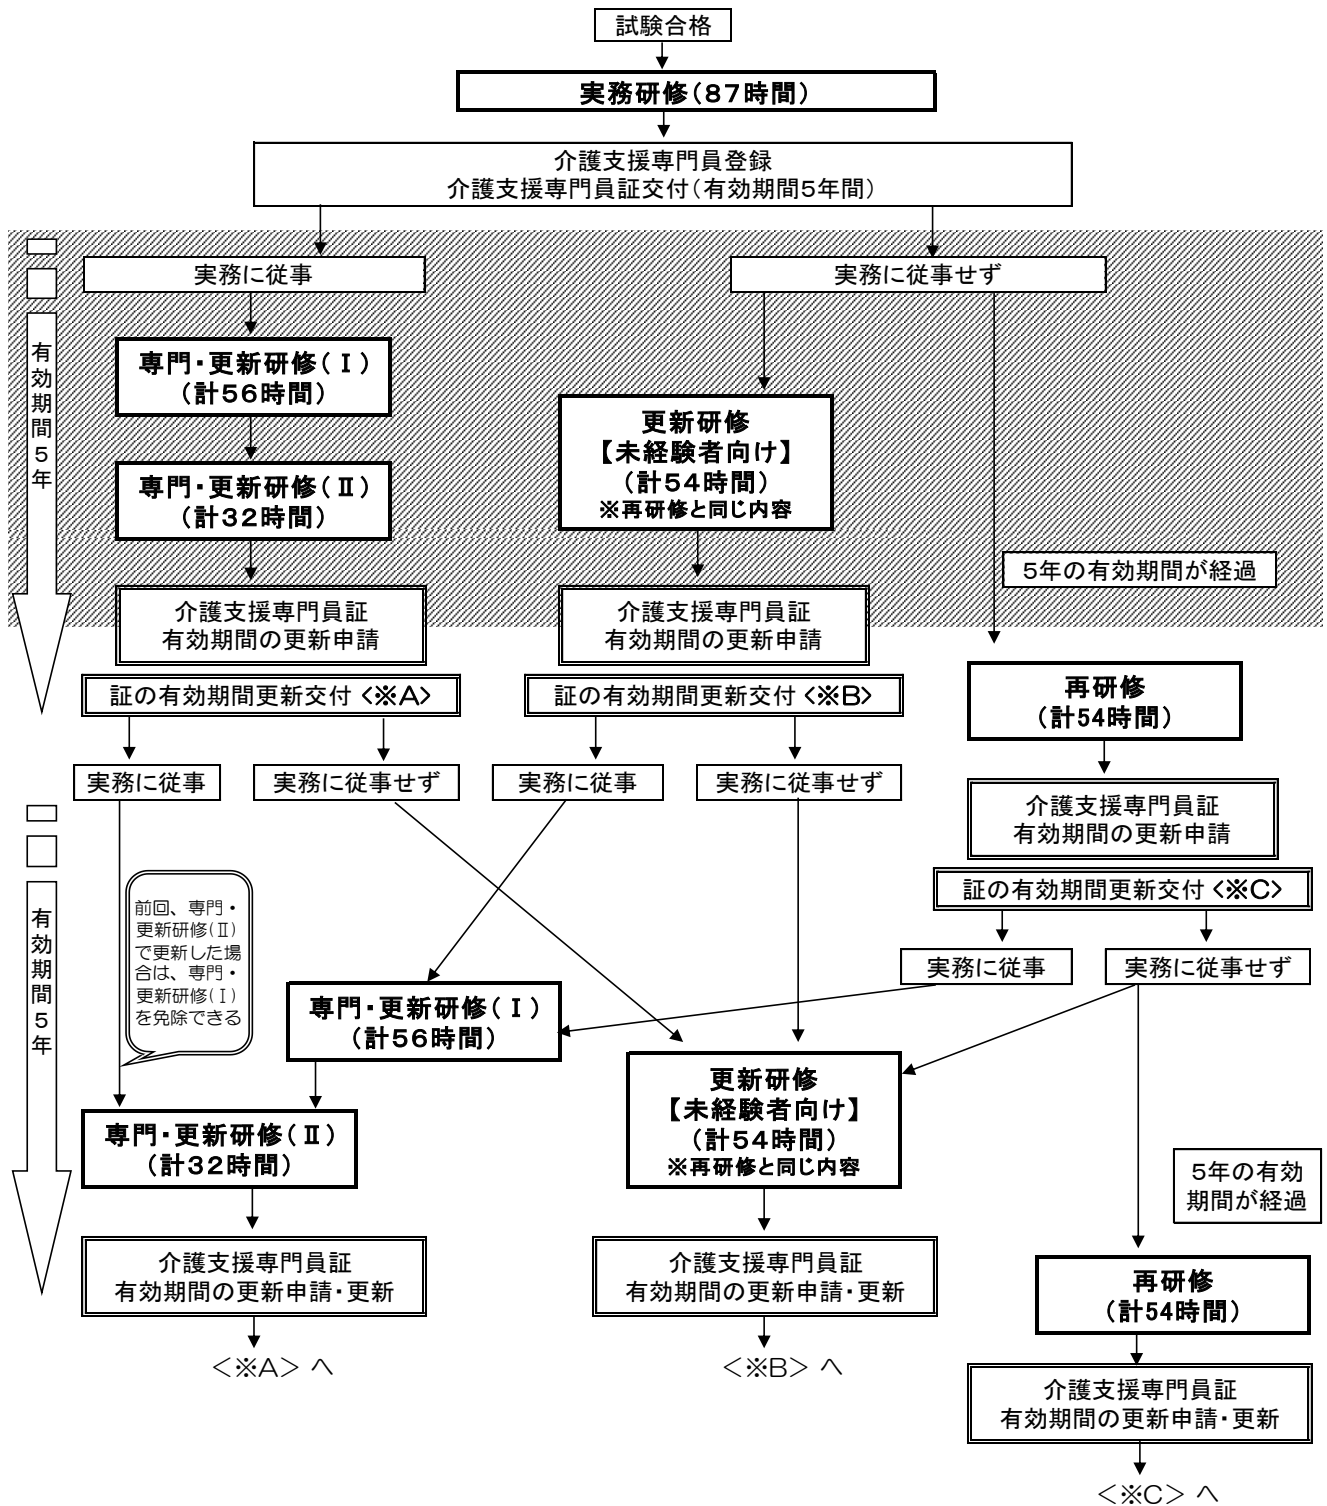 試験合格
実務研修(87時間)
介護支援専門員登録
介護支援専門員証交付(有効期間5年間)
実務に従事
実務に従事せず
有効期間5年
専門・更新研修(Ⅰ)
(計56時間)
更新研修
【未経験者向け】
(計54時間)
※再研修と同じ内容
専門・更新研修(Ⅱ)
(計32時間)
5年の有効期間が経過
介護支援専門員証
有効期間の更新申請
介護支援専門員証
有効期間の更新申請
証の有効期間更新交付<※A>
証の有効期間更新交付<※B>
再研修
(計54時間)
実務に従事
実務に従事せず
実務に従事
実務に従事せず
介護支援専門員証
有効期間の更新申請
証の有効期間更新交付<※C>
実務に従事
実務に従事せず
有効期間5年
前回、専門・
更新研修(Ⅱ)
で更新した場
合は、専門・
更新研修(Ⅰ)
を免除できる
専門・更新研修(Ⅰ)
(計56時間)
更新研修
【未経験者向け】
(計54時間)
※再研修と同じ内容
専門・更新研修(Ⅱ)
(計32時間)
5年の有効
期間が経過
介護支援専門員証
有効期間の更新申請・更新
介護支援専門員証
有効期間の更新申請・更新
再研修
(計54時間)
<※A> へ
<※B> へ
介護支援専門員証
有効期間の更新申請・更新
<※C> へ